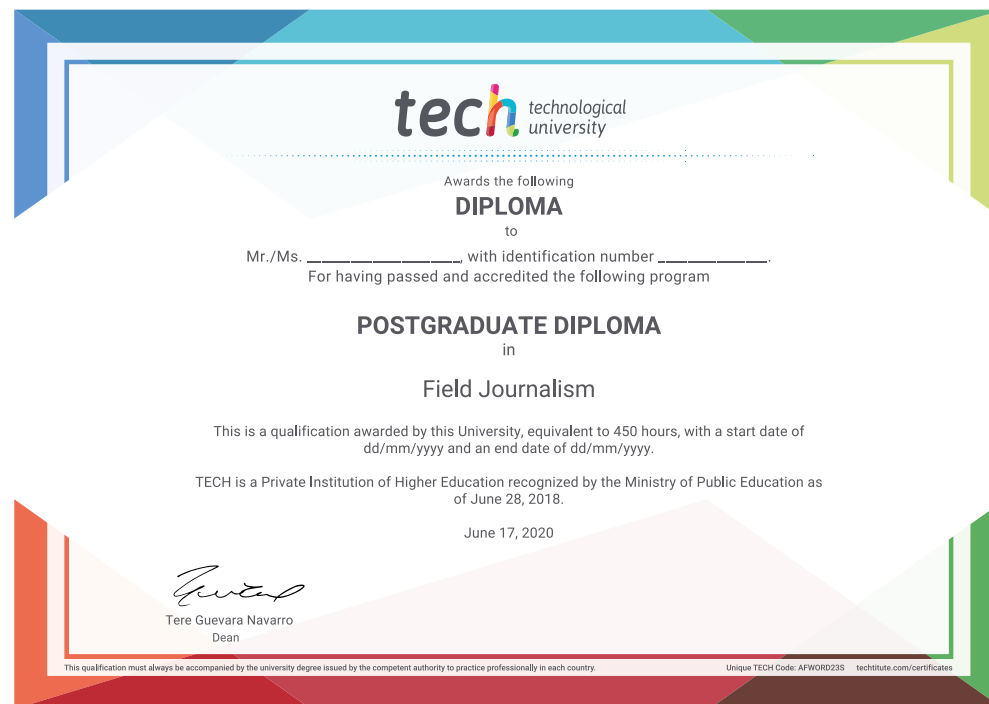 tech technological
university
Awards the following
DIPLOMA
to
Mr./Ms. ____________________, with identification number ______________.
For having passed and accredited the following program
POSTGRADUATE DIPLOMA
in
Field Journalism
This is a qualification awarded by this University, equivalent to 450 hours, with a start date of
dd/mm/yyyy and an end date of dd/mm/yyyy.
TECH is a Private Institution of Higher Education recognized by the Ministry of Public Education as
of June 28, 2018.
June 17, 2020
Tere Guevara Navarro
Dean
This qualification must always be accompanied by the university degree issued by the competent authority to practice professionally in each country.
Unique TECH Code: AFWORD23S techtitute.com/certificates